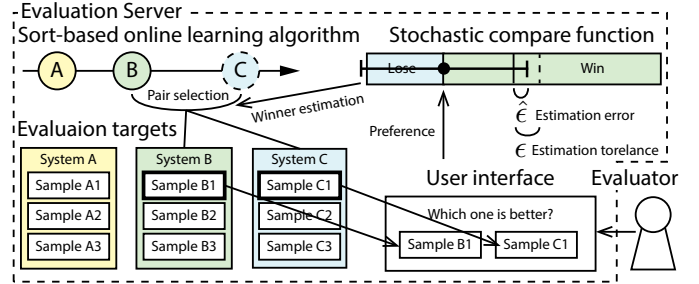 Evaluation Server
Sort-based online learning algorithm
Stochastic compare function
A
B
C
Lose
Win
Pair selection
Winner estimation
Preference
ϵ̂ Estimation error
ϵ Estimation torelance
Evaluaion targets
System A
Sample A1
Sample A2
Sample A3
System B
Sample B1
Sample B2
Sample B3
System C
Sample C1
Sample C2
Sample C3
User interface
Which one is better?
Sample B1
Sample C1
Evaluator